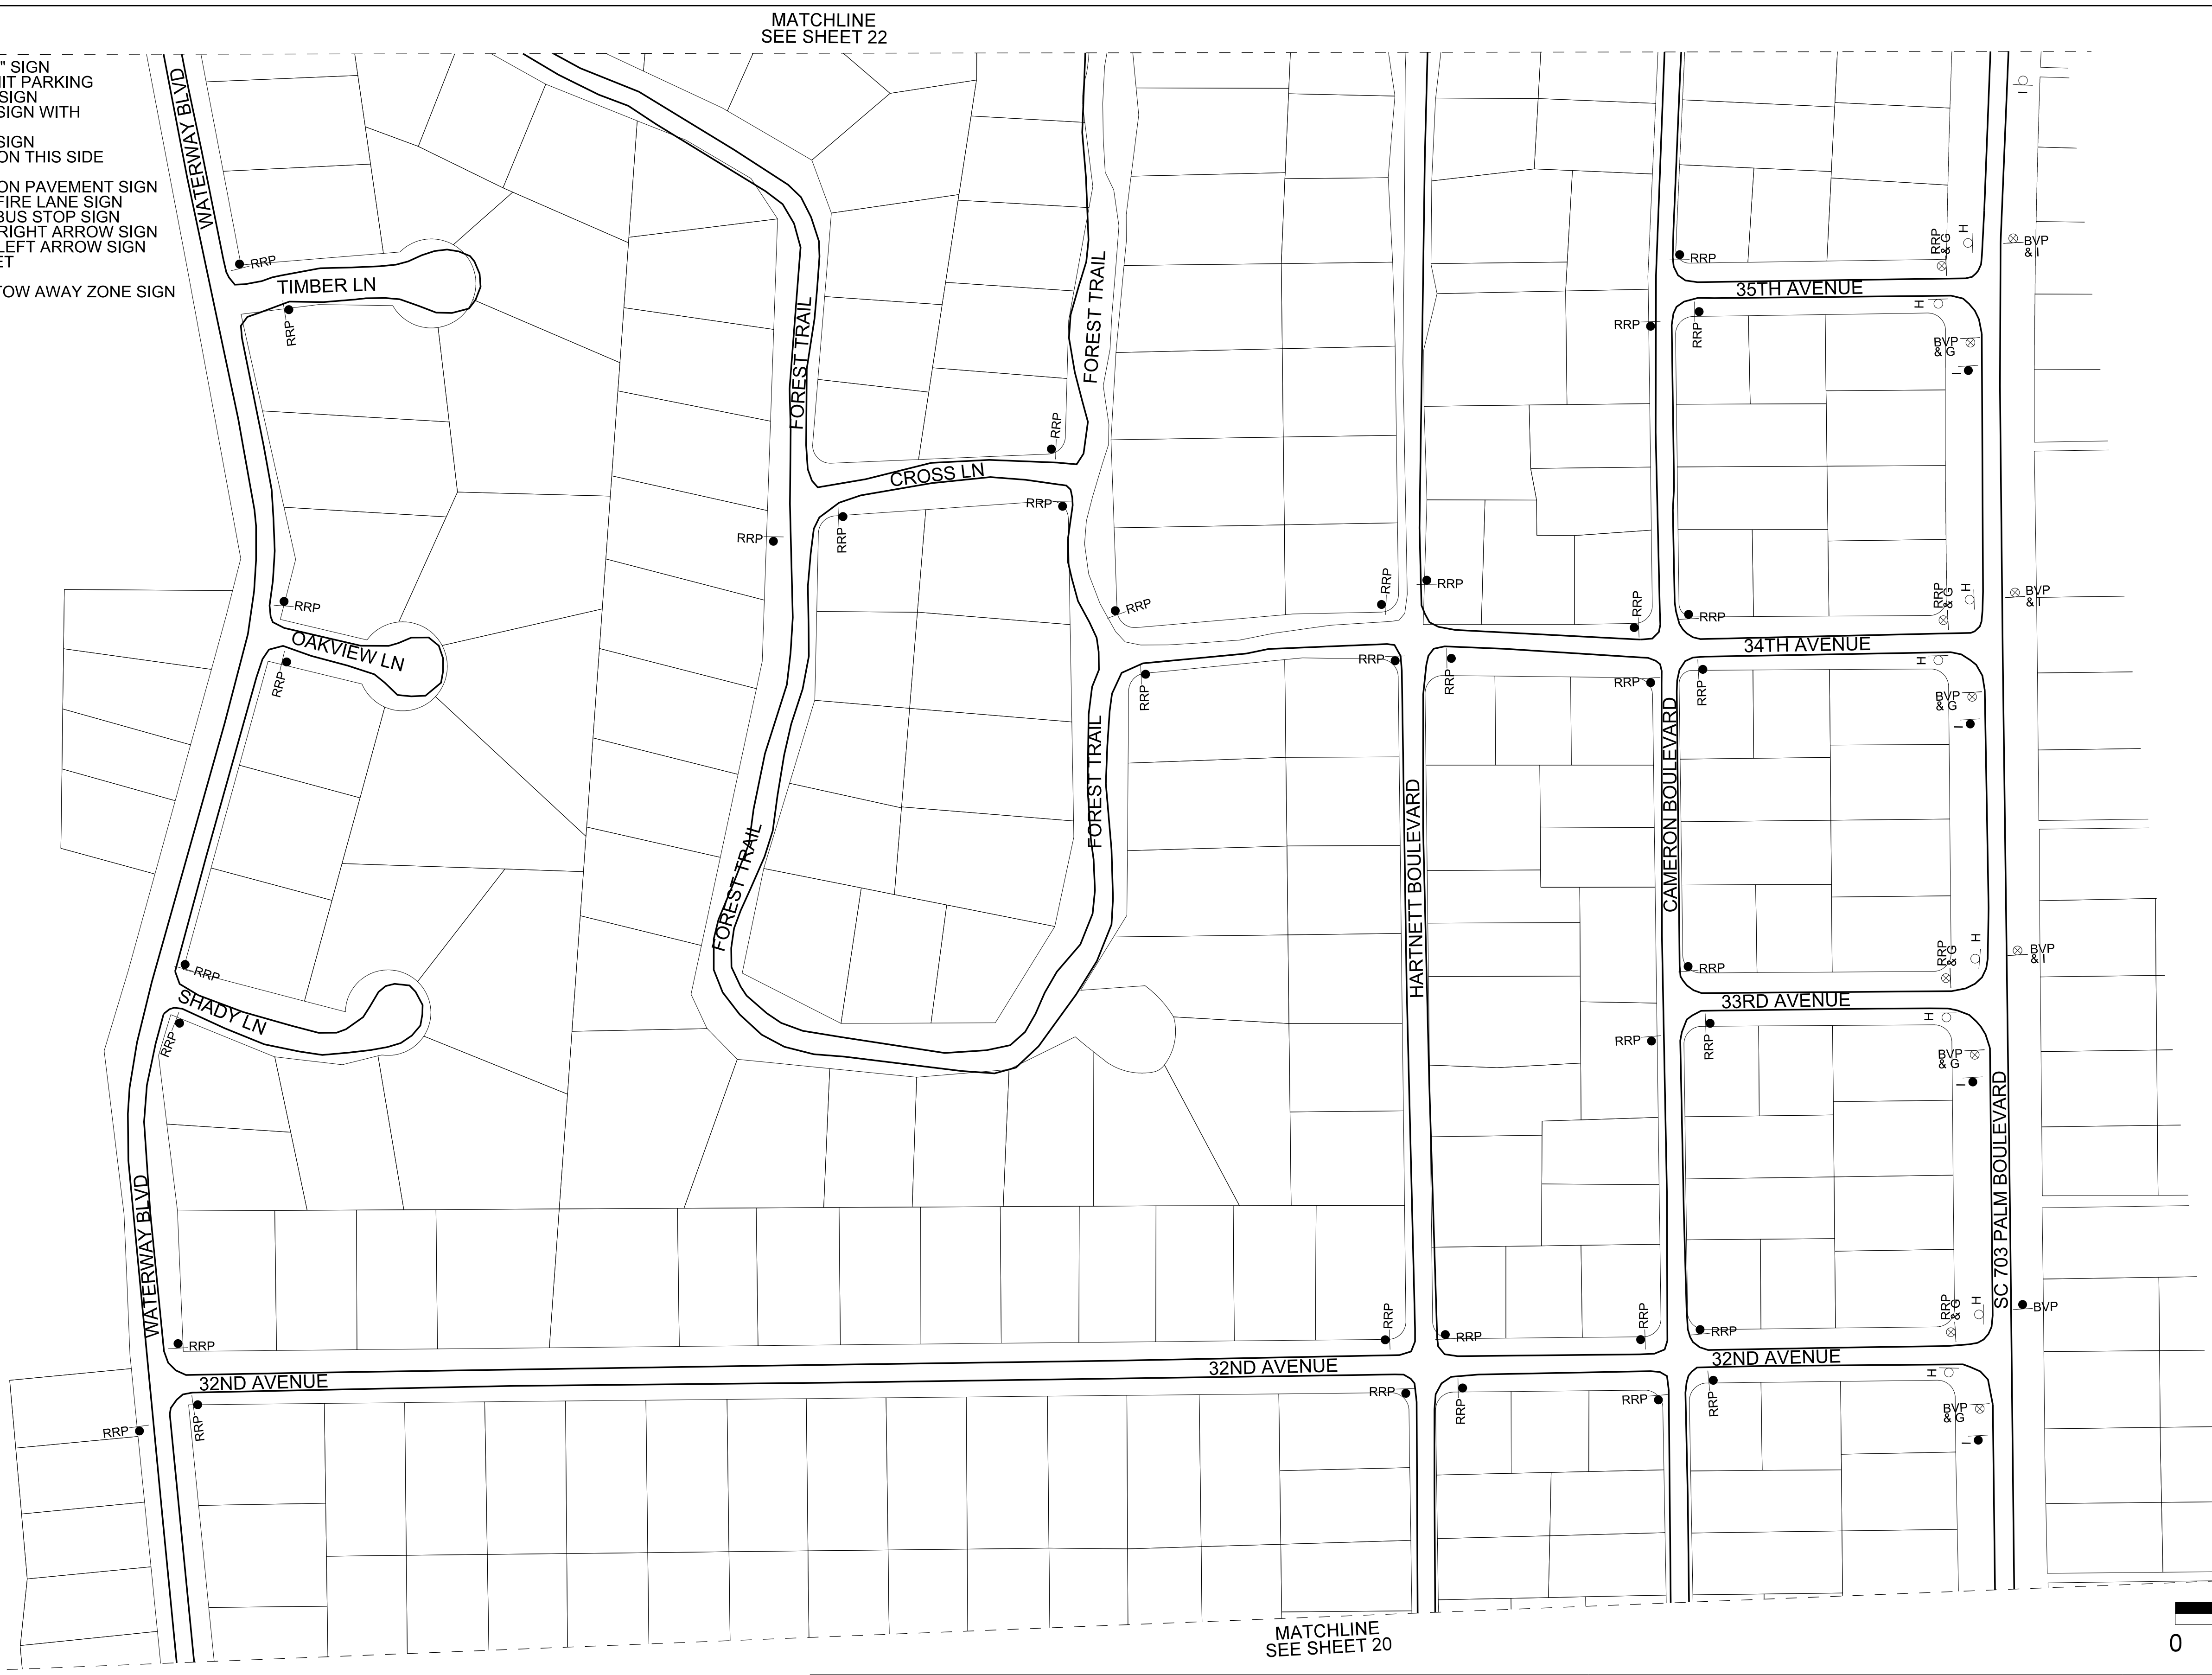 MATCHLINE
SEE SHEET 22
" SIGN
IT PARKING
SIGN
SIGN WITH
SIGN
ON THIS SIDE
ON PAVEMENT SIGN
FIRE LANE SIGN
BUS STOP SIGN
RIGHT ARROW SIGN
LEFT ARROW SIGN
ET
TOW AWAY ZONE SIGN
WATERWAY BLVD
I
RRP
& G
H
BVP
& I
RRP
TIMBER LN
RRP
35TH AVENUE
RRP
FOREST TRAIL
FOREST TRAIL
H
RRP
RRP
BVP
& G
I
RRP
CROSS LN
RRP
RRP
RRP
RRP
RRP
OAKVIEW LN
RRP
RRP
RRP
RRP
RRP
RRP
RRP
& G
H
BVP
& I
34TH AVENUE
RRP
RRP
RRP
RRP
RRP
H
BVP
& G
I
FOREST TRAIL
FOREST TRAIL
HARTNETT BOULEVARD
CAMERON BOULEVARD
RRP
SHADY LN
RRP
RRP
RRP
& G
H
BVP
& I
33RD AVENUE
RRP
RRP
H
BVP
& G
I
SC 703 PALM BOULEVARD
WATERWAY BLVD
RRP
RRP
RRP
RRP
RRP
RRP
& G
H
BVP
32ND AVENUE
32ND AVENUE
32ND AVENUE
RRP
RRP
RRP
RRP
RRP
RRP
H
BVP
& G
I
MATCHLINE
SEE SHEET 20
0